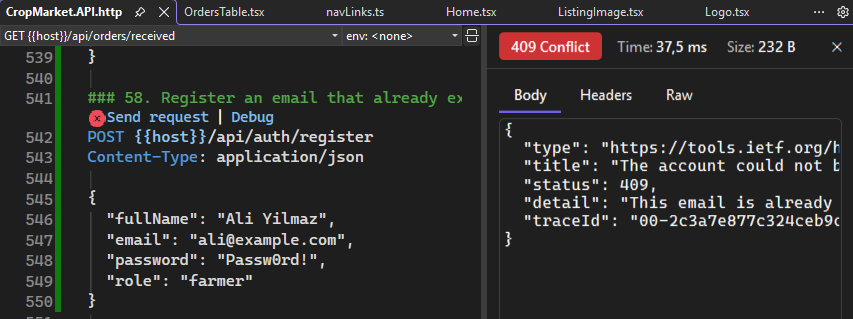 CropMarket.API.http OrdersTable.tsx navLinks.ts Home.tsx ListingImage.tsx Logo.tsx
GET {{host}}/api/orders/received env: <none>
539 }
540
541 ### 58. Register an email that already ex
Send request | Debug
542 POST {{host}}/api/auth/register
543 Content-Type: application/json
544
545 {
546 "fullName": "Ali Yilmaz",
547 "email": "ali@example.com",
548 "password": "Passw0rd!",
549 "role": "farmer"
550 }
409 Conflict Time: 37,5 ms Size: 232 B
Body Headers Raw
{
"type": "https://tools.ietf.org/h
"title": "The account could not b
"status": 409,
"detail": "This email is already
"traceId": "00-2c3a7e877c324ceb9c
}